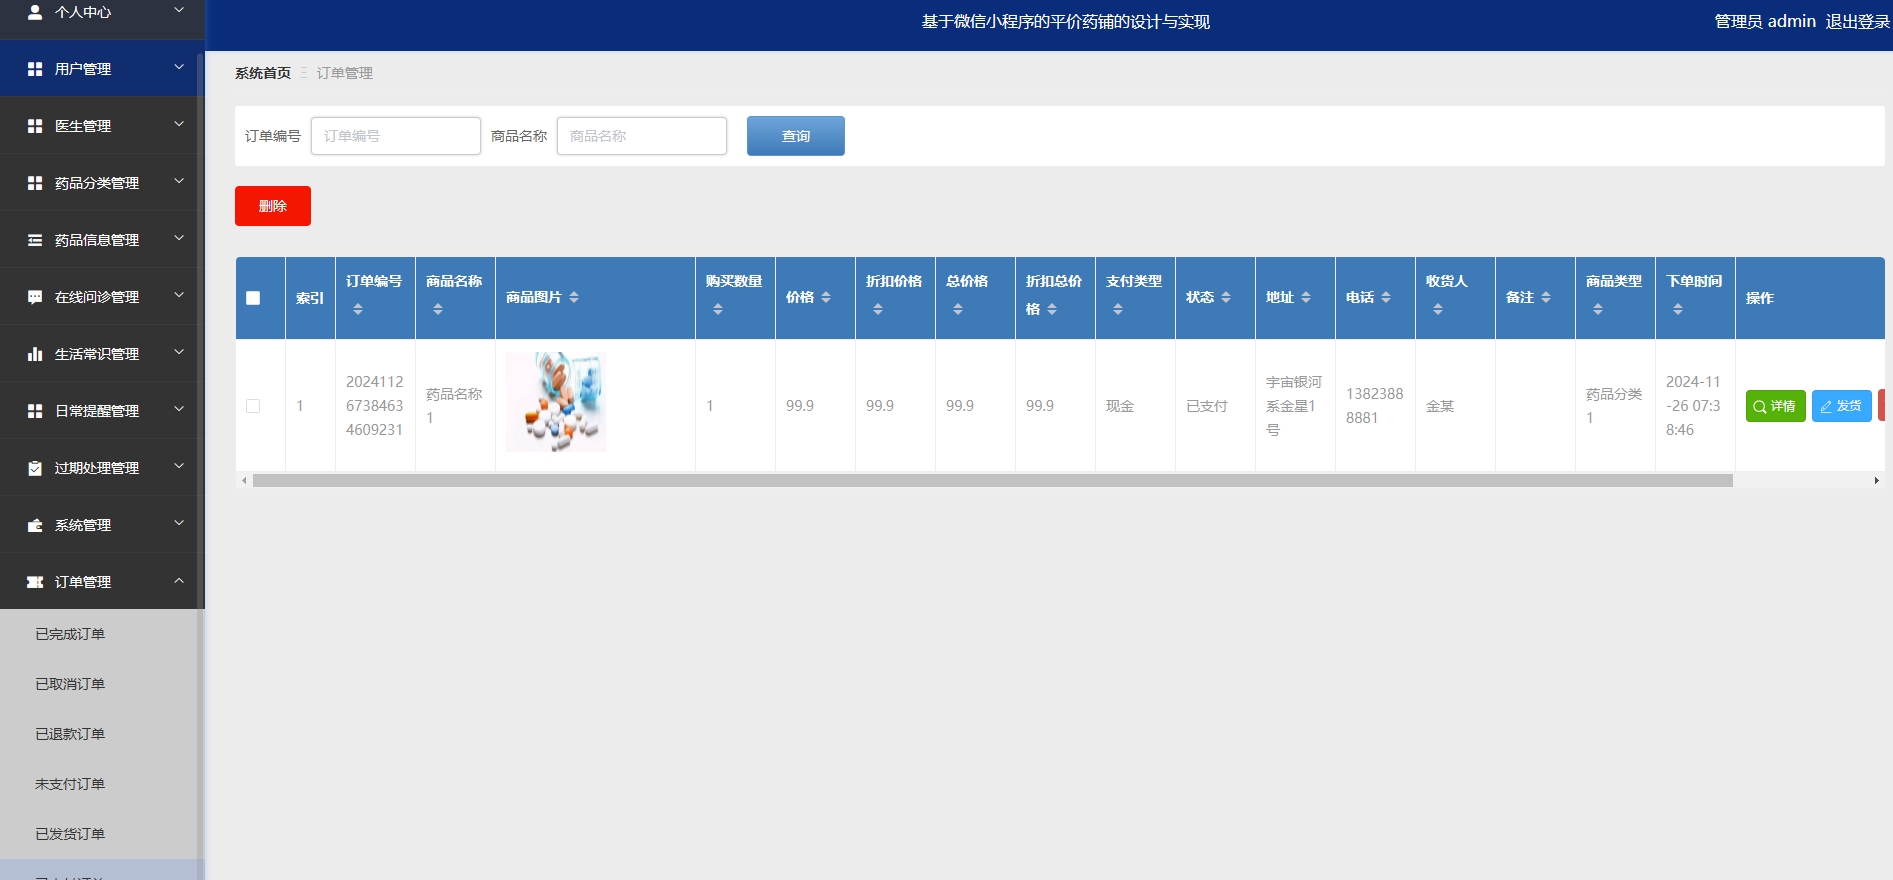 个人中心
基于微信小程序的平价药铺的设计与实现
管理员 admin 退出登录
用户管理
医生管理
药品分类管理
药品信息管理
在线问诊管理
生活常识管理
日常提醒管理
过期处理管理
系统管理
订单管理
已完成订单
已取消订单
已退款订单
未支付订单
已发货订单
系统首页 订单管理
订单编号 订单编号 商品名称 商品名称 查询
删除
索引
订单编号
商品名称
商品图片
购买数量
价格
折扣价格
总价格
折扣总价
格
支付类型
状态
地址
电话
收货人
备注
商品类型
下单时间
操作
1
2024112
6738463
4609231
药品名称
1
1
99.9
99.9
99.9
99.9
现金
已支付
宇宙银河
系金星1
号
1382388
8881
金某
药品分类
1
2024-11
-26 07:3
8:46
详情
发货